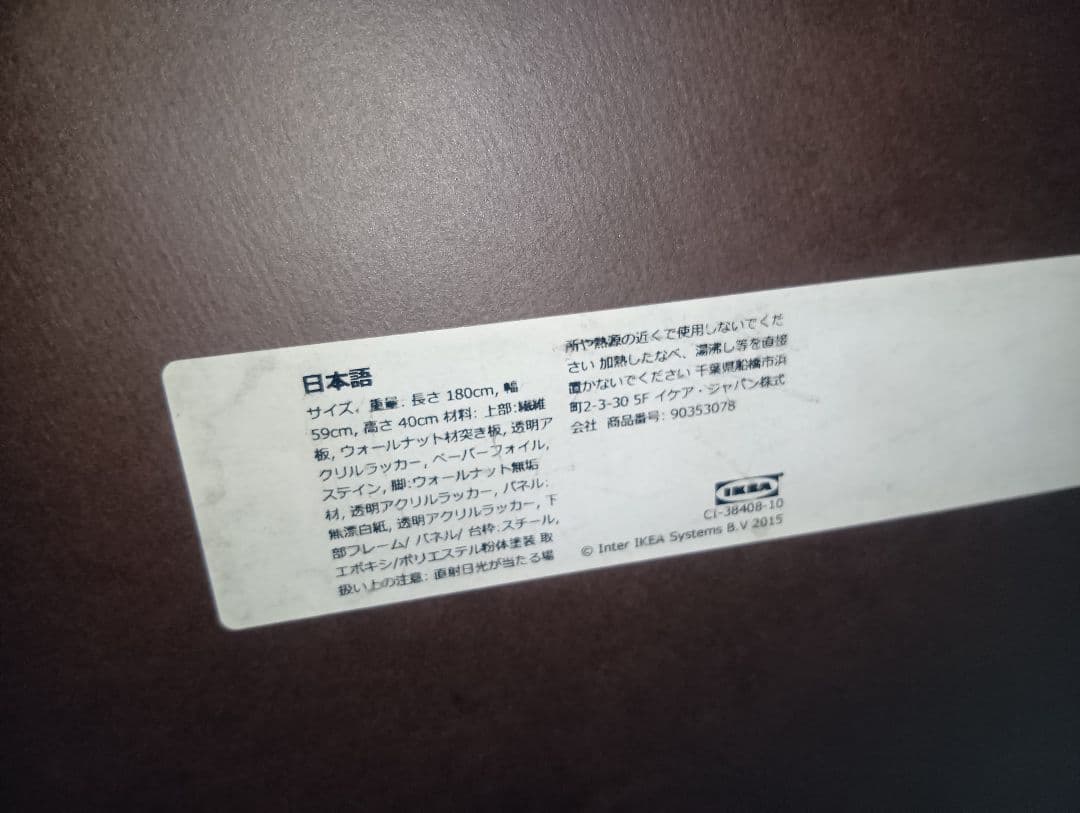 日本語
サイズ, 重量: 長さ 180cm, 幅
59cm, 高さ 40cm 材料: 上部:繊維
板, ウォールナット材突き板, 透明ア
クリルラッカー, ペーパーフォイル,
ステイン, 脚:ウォールナット無垢
材, 透明アクリルラッカー, パネル:
無漂白紙, 透明アクリルラッカー, 下
部フレーム/ パネル/ 台枠:スチール,
エポキシ/ポリエステル粉体塗装 取
扱い上の注意: 直射日光が当たる場
所や熱源の近くで使用しないでくだ
さい 加熱したなべ、湯沸し等を直接
置かないでください 千葉県船橋市浜
町2-3-30 5F イケア・ジャパン株式
会社 商品番号: 90353078
IKEA
CI-38408-10
© Inter IKEA Systems B.V 2015